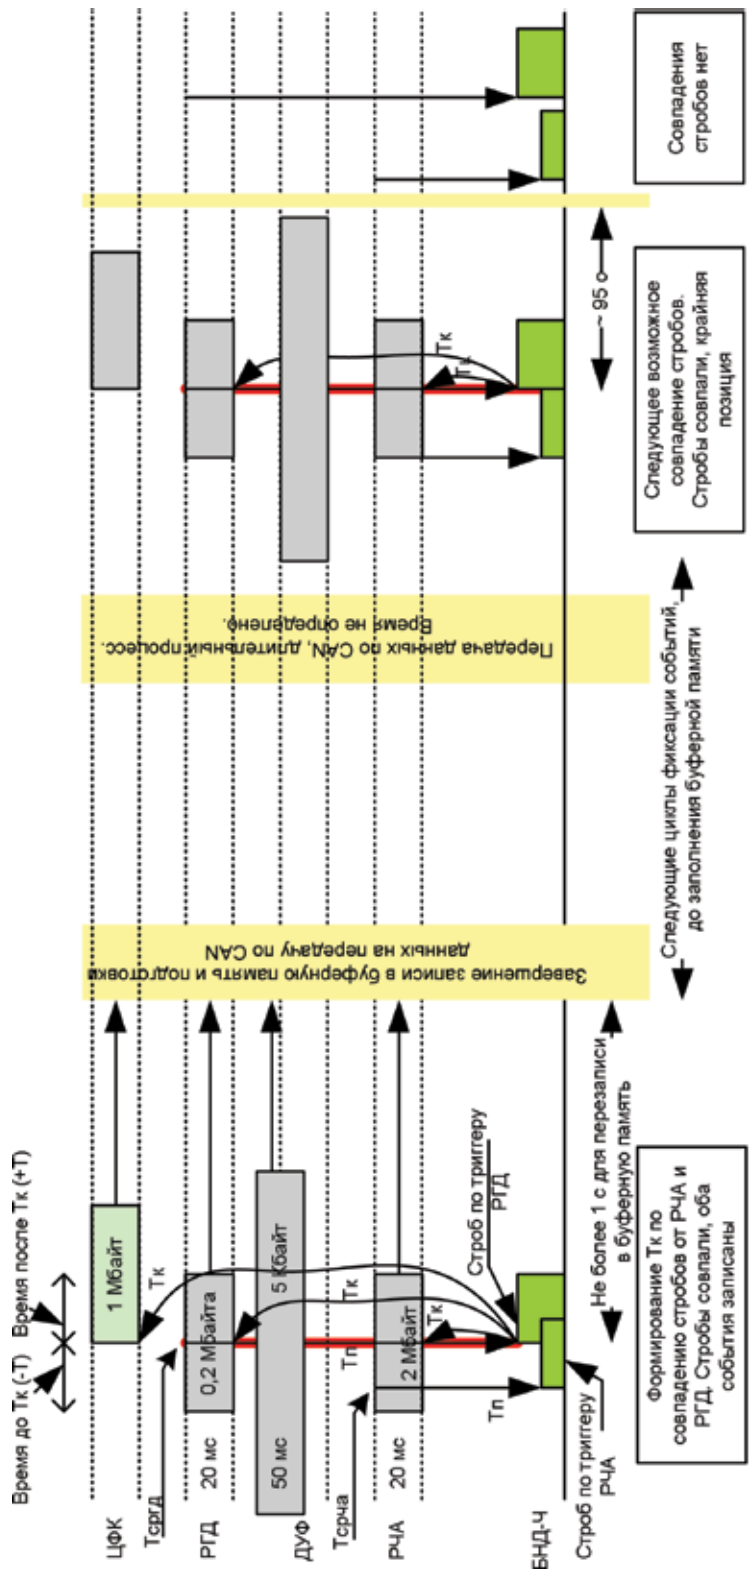 Время до Тк (-Т)
Время после Тк (+Т)
ЦФК
1 Мбайт
Тк
Тсргд
РГД
20 мс
0,2 Мбайта
Тк
50 мс
5 Кбайт
ДУФ
Тп
Тсрча
РЧА
20 мс
2 Мбайт
Тк
Тп
Строб по триггеру
РГД
БНД-Ч
Строб по триггеру
РЧА
Не более 1 с для перезаписи
в буферную память
Формирование Тк по
совпадению стробов от РЧА и
РГД. Стробы совпали, оба
события записаны
Завершение записи в буферную память и подготовки
данных на передачу по CAN
Следующие циклы фиксации событий,
до заполнения буферной памяти
Передача данных по CAN, длительный процесс.
Время не определено.
Тк
Тк
~ 95 с
Следующее возможное
совпадение стробов.
Стробы совпали, крайняя
позиция
Совпадения
стробов нет